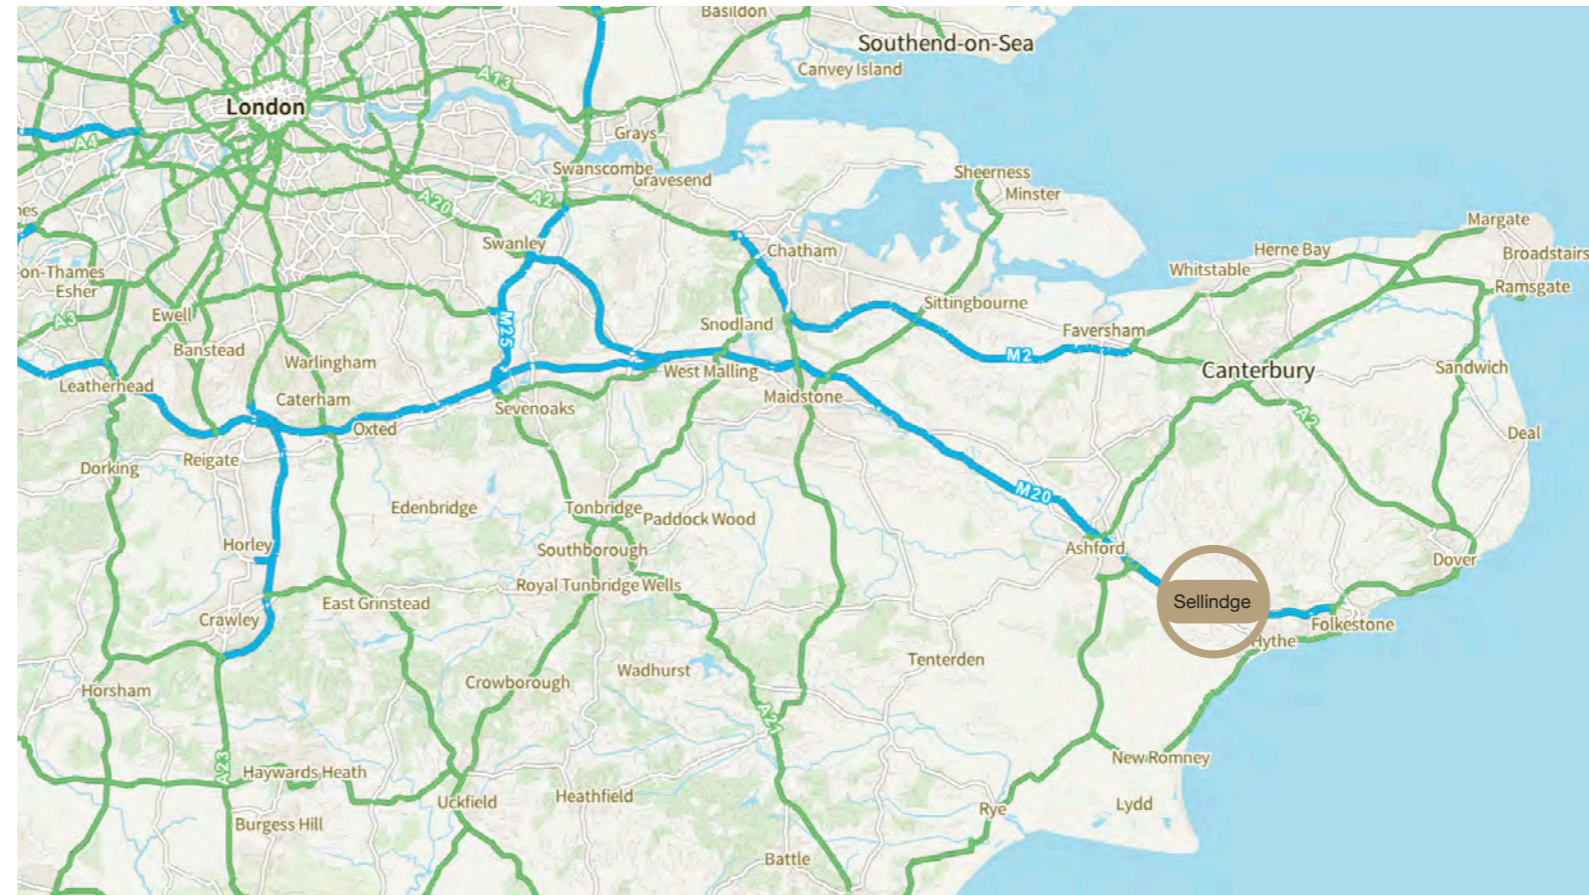 Basildon
Southend-on-Sea
Canvey Island
A13
London
Grays
A4
Swanscombe
Gravesend
Sheerness
Minster
A20
A2
Margate
Swanley
Chatham
Herne Bay
Broadstairs
Whitstable
-on-Thames
Esher
Ramsgate
Sittingbourne
Ewell
A3
M25
Snodland
Faversham
Banstead
Warlingham
M2
West Malling
Canterbury
Sandwich
Leatherhead
Caterham
Sevenoaks
Maidstone
A2
Oxted
Deal
Reigate
Dorking
M20
Edenbridge
Tonbridge
Paddock Wood
Horley
Southborough
Ashford
Dover
Royal Tunbridge Wells
East Grinstead
Sellindge
Crawley
Folkestone
Hythe
Tenterden
Wadhurst
Crowborough
Horsham
A21
A23
New Romney
Haywards Heath
Heathfield
Uckfield
Lydd
Rye
Burgess Hill
Battle